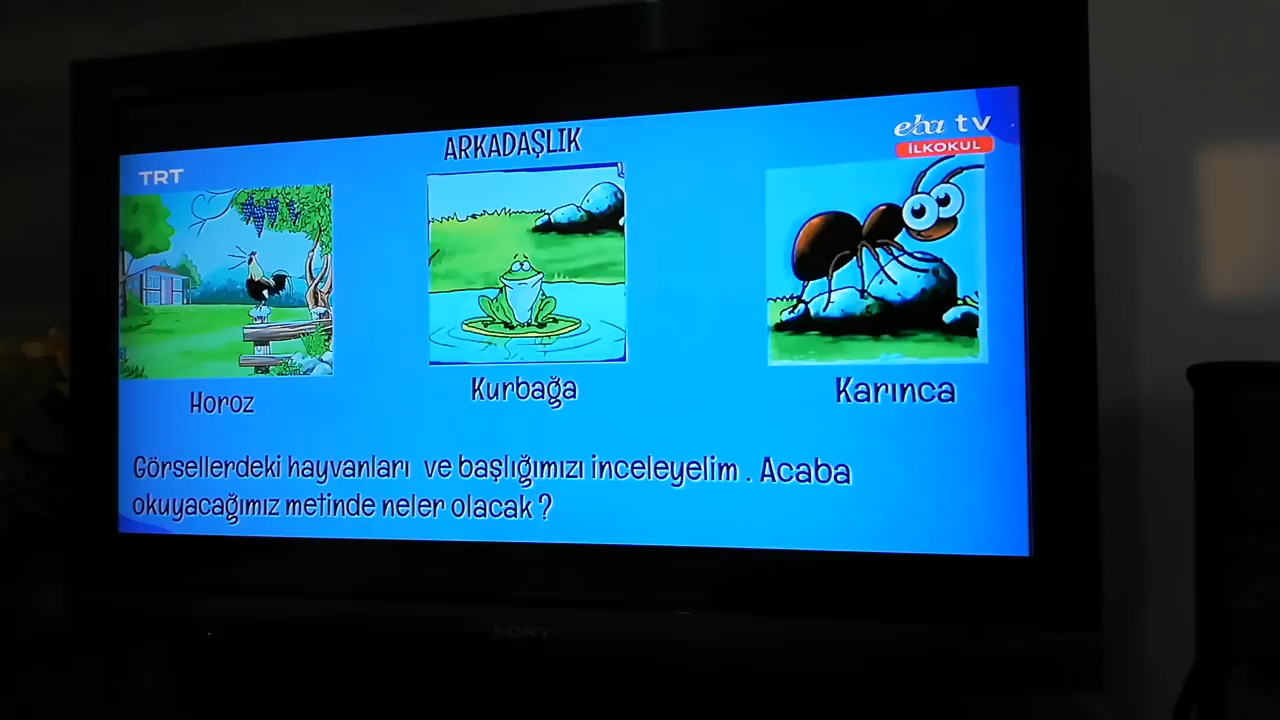 ARKADAŞLIK
eba tv
İLKOKUL
TRT
Horoz
Kurbağa
Karınca
Görsellerdeki hayvanları ve başlığımızı inceleyelim . Acaba
okuyacağımız metinde neler olacak ?
SONY